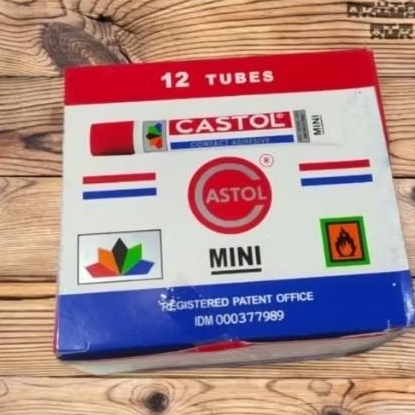 12 TUBES
CASTOL®
CONTACT ADHESIVE
MINI
®
CASTOL
MINI
REGISTERED PATENT OFFICE
IDM 000377989